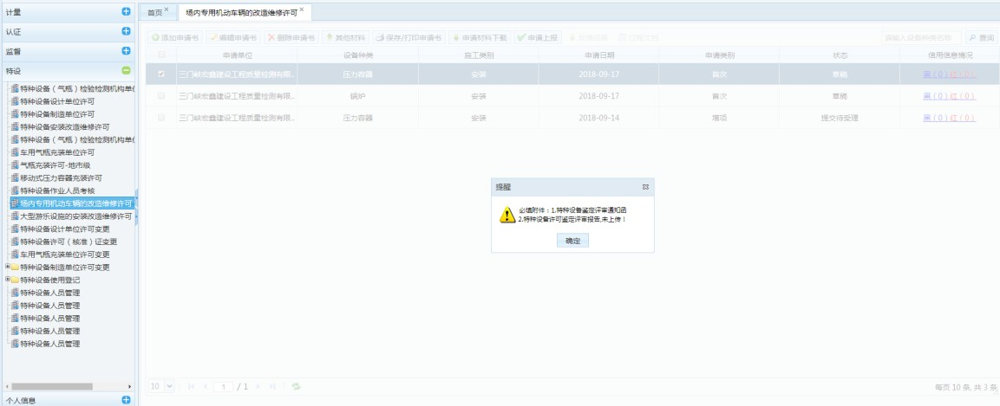 计量
认证
监督
特设
特种设备（气瓶）检验检测机构单位
特种设备设计单位许可
特种设备制造单位许可
特种设备安装改造维修许可
特种设备（气瓶）检验检测机构单位
车用气瓶充装单位许可
气瓶充装许可-地市级
移动式压力容器充装许可
特种设备作业人员考核
场内专用机动车辆的改造维修许可
大型游乐设施的安装改造维修许可
特种设备设计单位许可变更
特种设备许可（核准）证变更
车用气瓶充装单位许可变更
特种设备制造单位许可变更
特种设备使用登记
特种设备人员管理
特种设备人员管理
特种设备人员管理
特种设备人员管理
特种设备人员管理
个人信息
首页 场内专用机动车辆的改造维修许可
添加申请书 编辑申请书 删除申请书 其他材料 保存/打印申请书 申请材料下载 申请上报 请输入设备种类名称 查询
申请单位 设备种类 施工类别 申请日期 申请类别 状态 信用信息情况
三门峡宏鑫建设工程质量检测有限.. 压力容器 安装 2018-09-17 首次 草稿 黑（0）红（0）
三门峡宏鑫建设工程质量检测有限.. 锅炉 安装 2018-09-17 首次 草稿 黑（0）红（0）
三门峡宏鑫建设工程质量检测有限.. 压力容器 安装 2018-09-14 增项 提交待受理 黑（0）红（0）
提醒
必填附件：1.特种设备鉴定评审通知函
2.特种设备许可鉴定评审报告,未上传！
确定
10 1 / 1 每页 10 条, 共 3 条